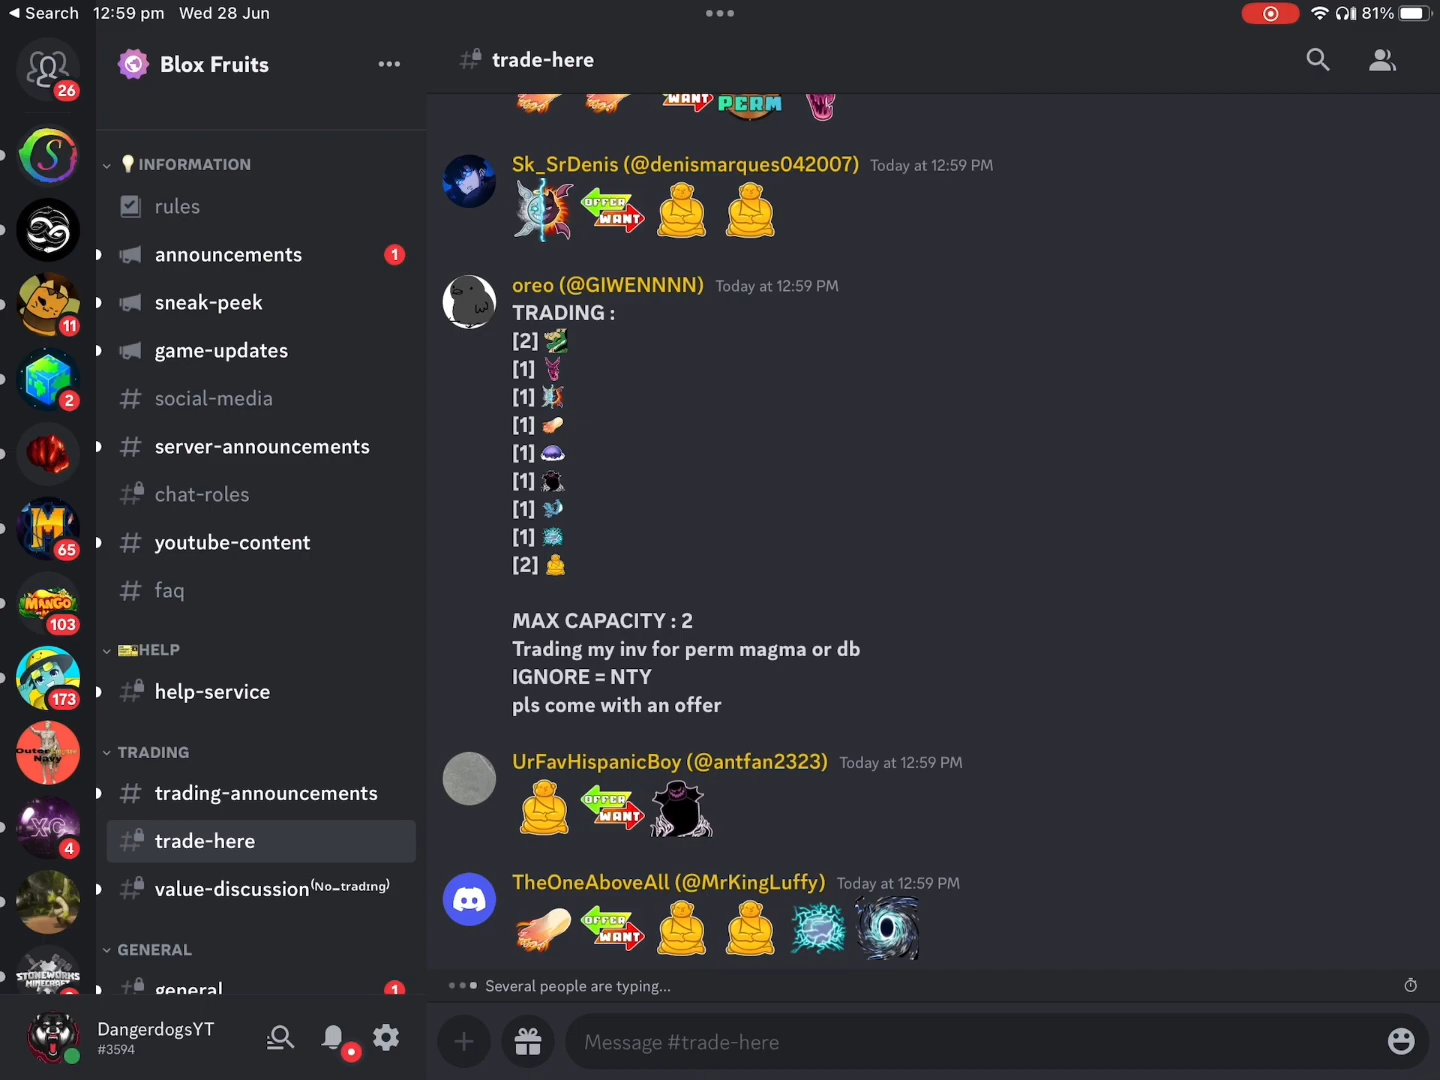 Search 12:59 pm Wed 28 Jun
81%
26
11
2
65
M
MANGO
103
173
Outer
Navy
XC
4
STONEWORKS
MINECRAFT
S
Blox Fruits
INFORMATION
rules
announcements 1
sneak-peek
game-updates
social-media
server-announcements
chat-roles
youtube-content
faq
HELP
help-service
TRADING
trading-announcements
trade-here
value-discussion(No-trading)
GENERAL
general 1
DangerdogsYT
#3594
trade-here
WANT PERM
Sk_SrDenis (@denismarques042007) Today at 12:59 PM
OFFER
WANT
oreo (@GIWENNNN) Today at 12:59 PM
TRADING :
[2]
[1]
[1]
[1]
[1]
[1]
[1]
[1]
[2]
MAX CAPACITY : 2
Trading my inv for perm magma or db
IGNORE = NTY
pls come with an offer
UrFavHispanicBoy (@antfan2323) Today at 12:59 PM
OFFER
WANT
TheOneAboveAll (@MrKingLuffy) Today at 12:59 PM
OFFER
WANT
Several people are typing...
Message #trade-here